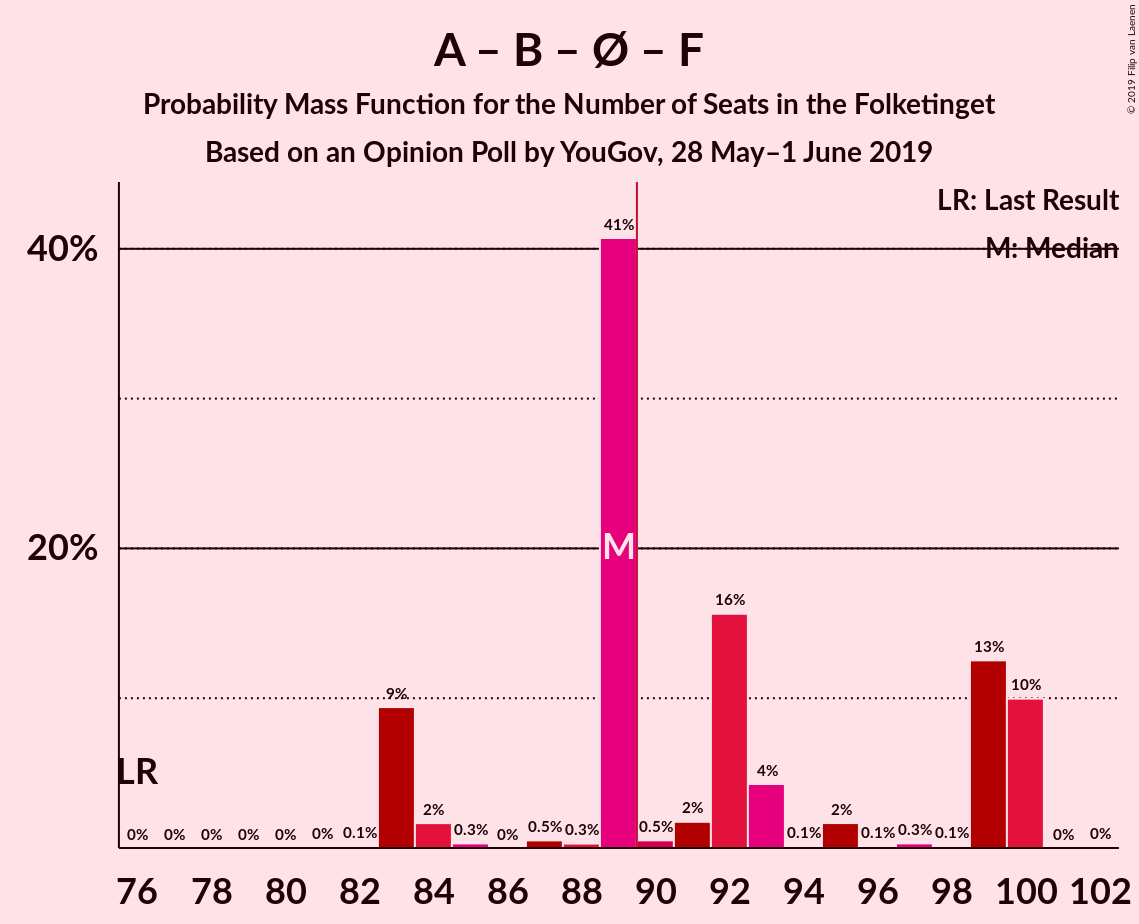 A – B – Ø – F
Probability Mass Function for the Number of Seats in the Folketinget
Based on an Opinion Poll by YouGov, 28 May–1 June 2019
© 2019 Filip van Laenen
LR: Last Result
M: Median
40%
20%
41%
M
16%
13%
10%
9%
4%
LR
0% 0% 0% 0% 0% 0% 0.1% 2% 0.3% 0% 0.5% 0.3% 0.5% 2% 0.1% 2% 0.1% 0.3% 0.1% 0% 0%
76 78 80 82 84 86 88 90 92 94 96 98 100 102